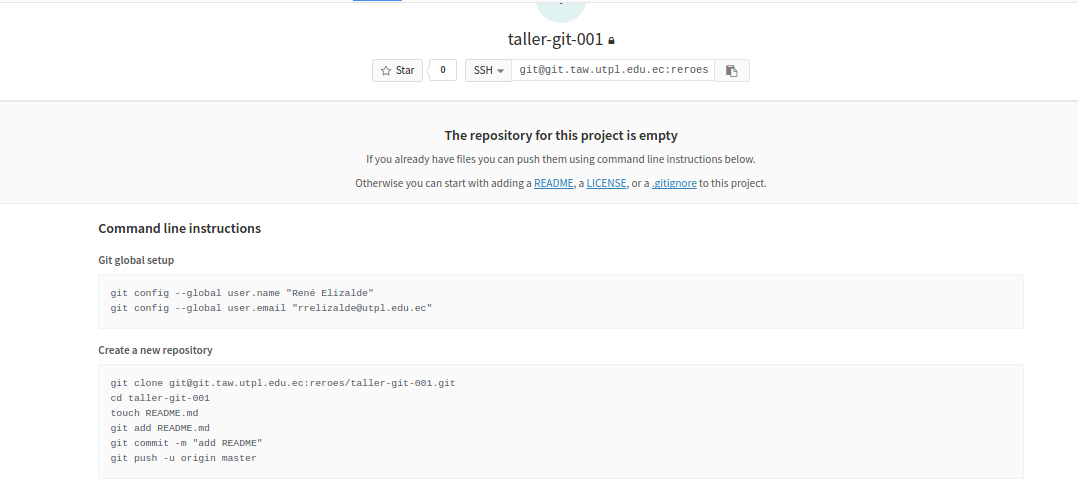 taller-git-001
Star 0 SSH git@git.taw.utpl.edu.ec:reroes
The repository for this project is empty
If you already have files you can push them using command line instructions below.
Otherwise you can start with adding a README, a LICENSE, or a .gitignore to this project.
Command line instructions
Git global setup
git config --global user.name "René Elizalde"
git config --global user.email "rrelizalde@utpl.edu.ec"
Create a new repository
git clone git@git.taw.utpl.edu.ec:reroes/taller-git-001.git
cd taller-git-001
touch README.md
git add README.md
git commit -m "add README"
git push -u origin master